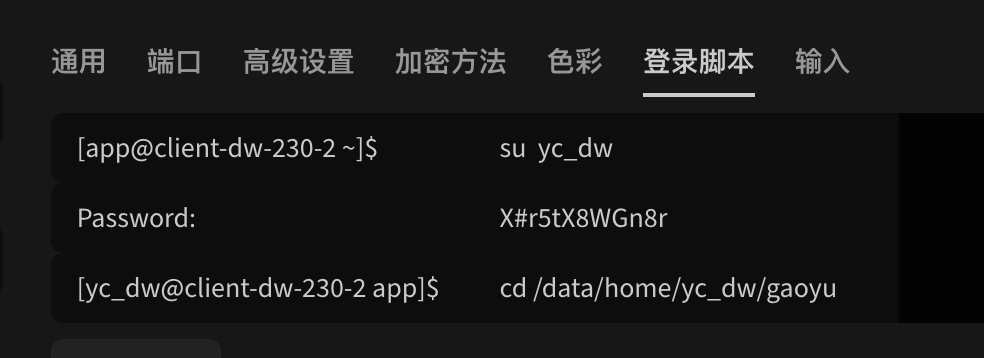 通用 端口 高级设置 加密方法 色彩 登录脚本 输入
[app@client-dw-230-2 ~]$ su  yc_dw
Password: X#r5tX8WGn8r
[yc_dw@client-dw-230-2 app]$ cd /data/home/yc_dw/gaoyu